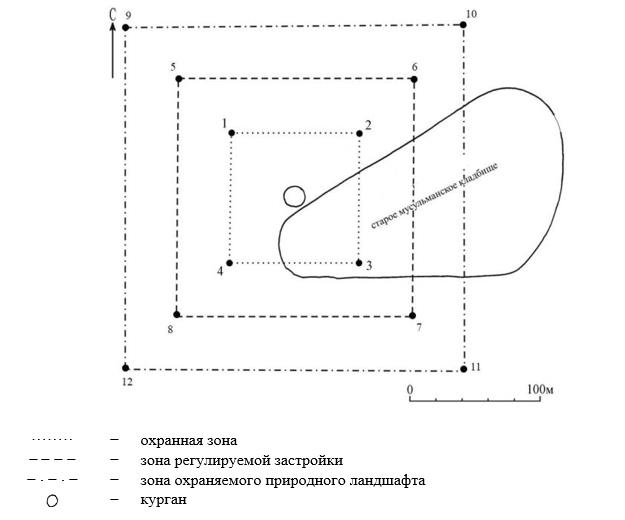 С 9 10
5 6
1 2
старое мусульманское кладбище
4 3
8 7
12 11
0 100м
– охранная зона
– зона регулируемой застройки
– зона охраняемого природного ландшафта
– курган